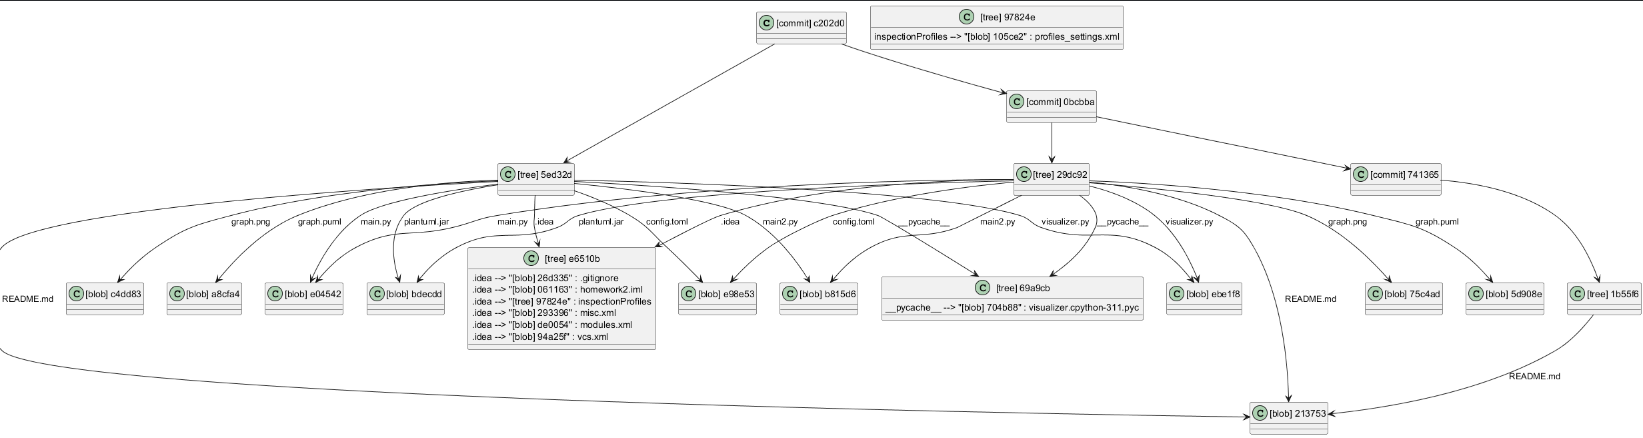 C [commit] c202d0
C [tree] 97824e
inspectionProfiles --> "[blob] 105ce2" : profiles_settings.xml
C [commit] 0bcbba
C [tree] 5ed32d
C [tree] 29dc92
C [commit] 741365
graph.png
graph.puml
main.py
plantuml.jar
main.py
.idea
plantuml.jar
config.toml
.idea
main2.py
config.toml
__pycache__
main2.py
visualizer.py
__pycache__
visualizer.py
graph.png
graph.puml
README.md
README.md
C [blob] c4dd83
C [blob] a8cfa4
C [blob] e04542
C [blob] bdecdd
C [tree] e6510b
.idea --> "[blob] 26d335" : .gitignore
.idea --> "[blob] 061163" : homework2.iml
.idea --> "[tree] 97824e" : inspectionProfiles
.idea --> "[blob] 293396" : misc.xml
.idea --> "[blob] de0054" : modules.xml
.idea --> "[blob] 94a25f" : vcs.xml
C [blob] e98e53
C [blob] b815d6
C [tree] 69a9cb
__pycache__ --> "[blob] 704b88" : visualizer.cpython-311.pyc
C [blob] ebe1f8
C [blob] 75c4ad
C [blob] 5d908e
C [tree] 1b55f6
README.md
C [blob] 213753